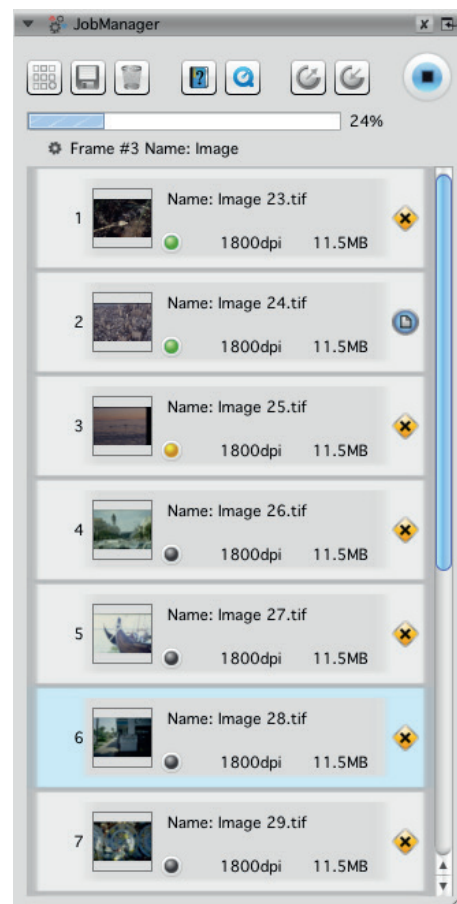 JobManager
24%
Frame #3 Name: Image
1
Name: Image 23.tif
1800dpi 11.5MB
2
Name: Image 24.tif
1800dpi 11.5MB
3
Name: Image 25.tif
1800dpi 11.5MB
4
Name: Image 26.tif
1800dpi 11.5MB
5
Name: Image 27.tif
1800dpi 11.5MB
6
Name: Image 28.tif
1800dpi 11.5MB
7
Name: Image 29.tif
1800dpi 11.5MB